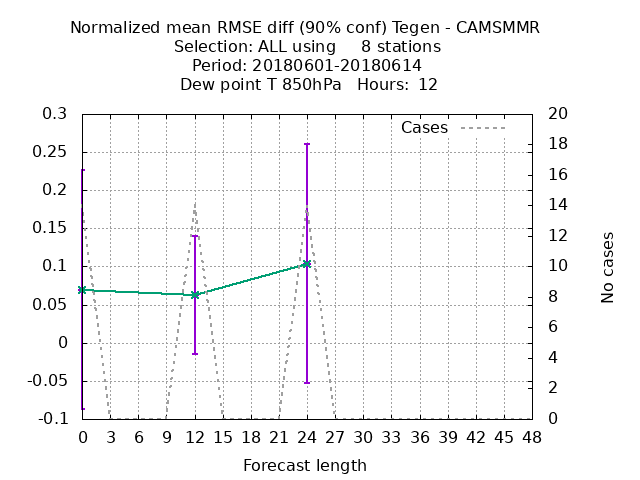 Normalized mean RMSE diff (90% conf) Tegen - CAMSMMR
Selection: ALL using     8 stations
Period: 20180601-20180614
Dew point T 850hPa   Hours:  12
Cases
0.3
0.25
0.2
0.15
0.1
0.05
0
-0.05
-0.1
20
18
16
14
12
10
8
6
4
2
0
No cases
0 3 6 9 12 15 18 21 24 27 30 33 36 39 42 45 48
Forecast length